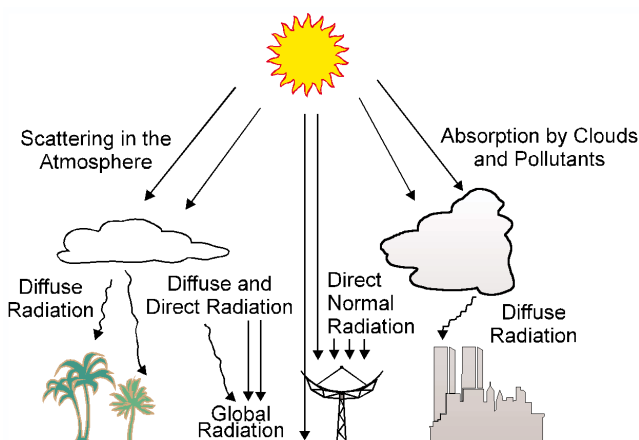 Scattering in the
Atmosphere
Absorption by Clouds
and Pollutants
Diffuse
Radiation
Diffuse and
Direct Radiation
Direct
Normal
Radiation
Diffuse
Radiation
Global
Radiation